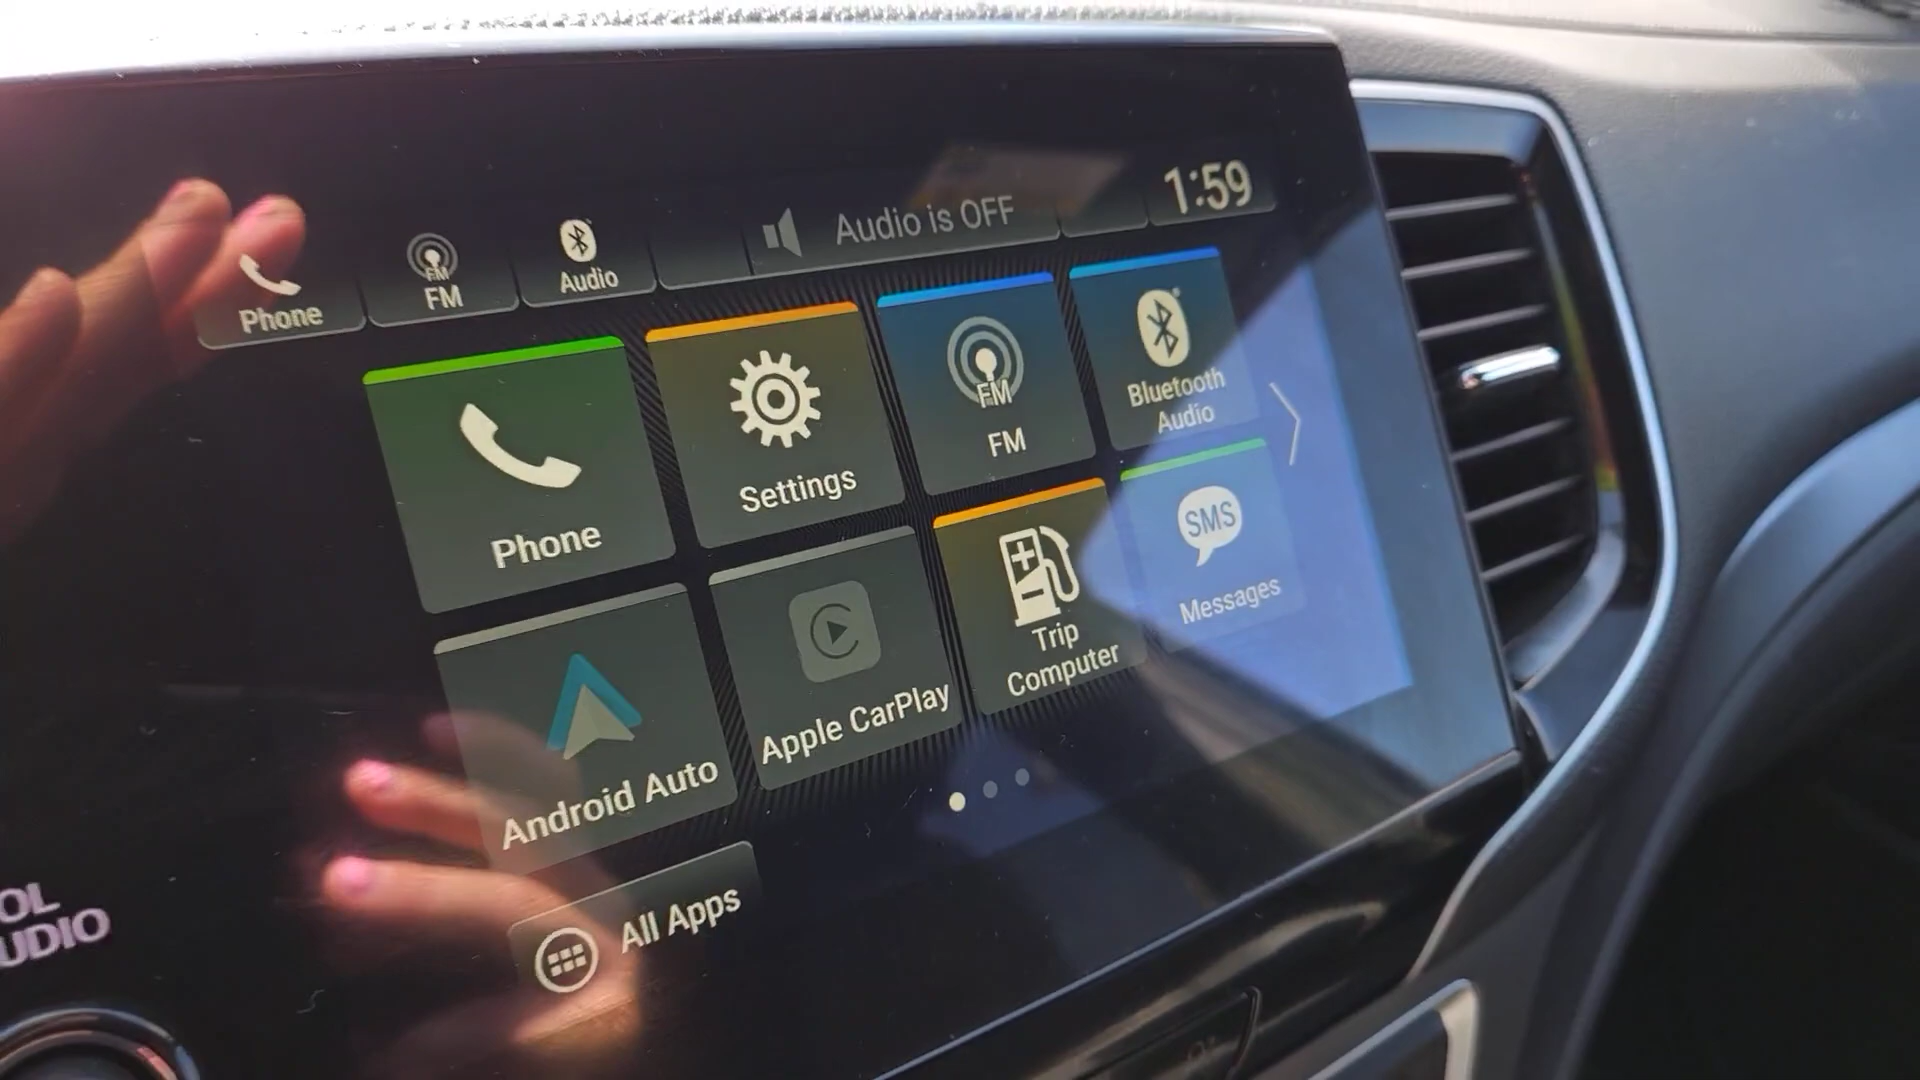 Phone
FM
FM
Audio
Audio is OFF
1:59
Phone
Settings
FM
FM
Bluetooth
Audio
Android Auto
Apple CarPlay
Trip
Computer
SMS
Messages
All Apps
OL
UDIO